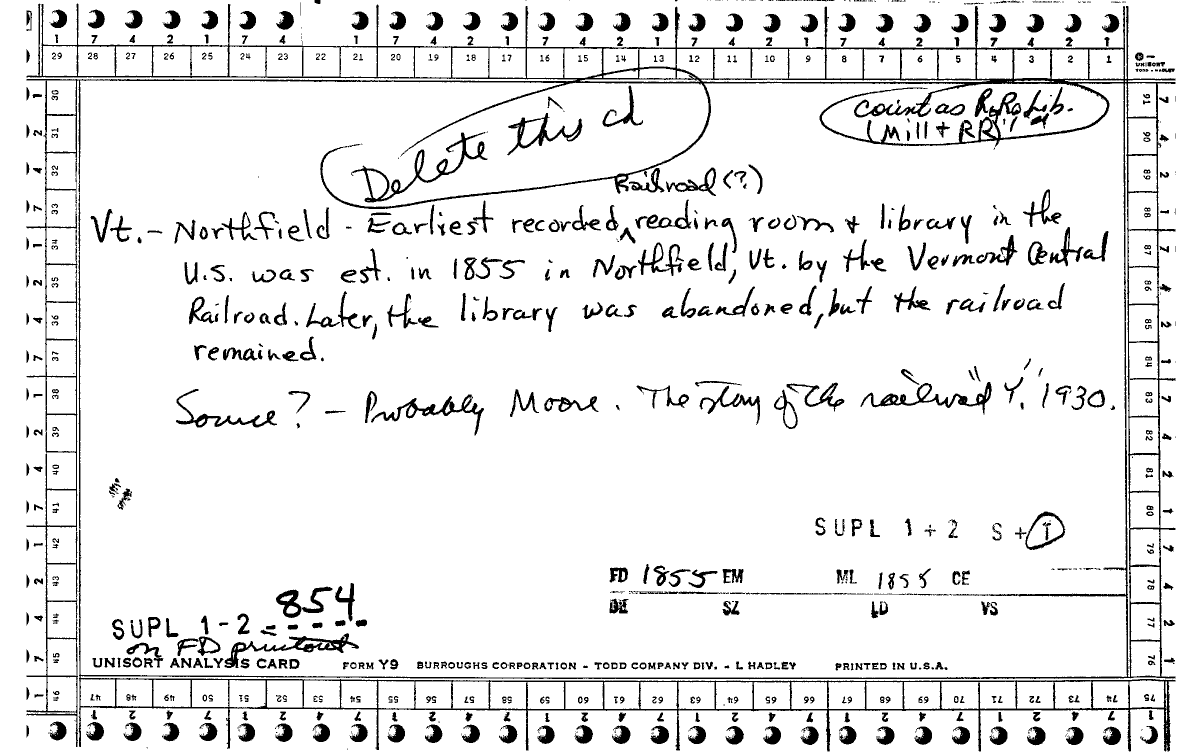 1 7 4 2 1 7 4 1 7 4 2 1 7 4 2 1 7 4 2 1 7 4 2 1 7 4 2 1
29 28 27 26 25 24 23 22 21 20 19 18 17 16 15 14 13 12 11 10 9 8 7 6 5 4 3 2 1
UNISORT
TODD - HADLEY
Delete this cd
count as R.Rs Lib.
(Mill + RR)
Railroad (?)
Vt. - Northfield - Earliest recorded ^ reading room + library in the
U.S. was est. in 1855 in Northfield, Vt. by the Vermont Central
Railroad. Later, the library was abandoned, but the railroad
remained.
Source? - Probably Moore. The story of the "railroad" Y. 1930.
SUPL 1 + 2 S + T
FD 1855 EM ML 1855 CE
DE SZ LD VS
854
SUPL 1 - 2 = - - - -
on FD printout
UNISORT ANALYSIS CARD FORM Y9 BURROUGHS CORPORATION - TODD COMPANY DIV. - L HADLEY PRINTED IN U.S.A.
30 31 32 33 34 35 36 37 38 39 40 41 42 43 44 45 46
47 48 49 50 51 52 53 54 55 56 57 58 59 60 61 62 63 64 65 66 67 68 69 70 71 72 73 74 75
91 90 89 88 87 86 85 84 83 82 81 80 79 78 77 76